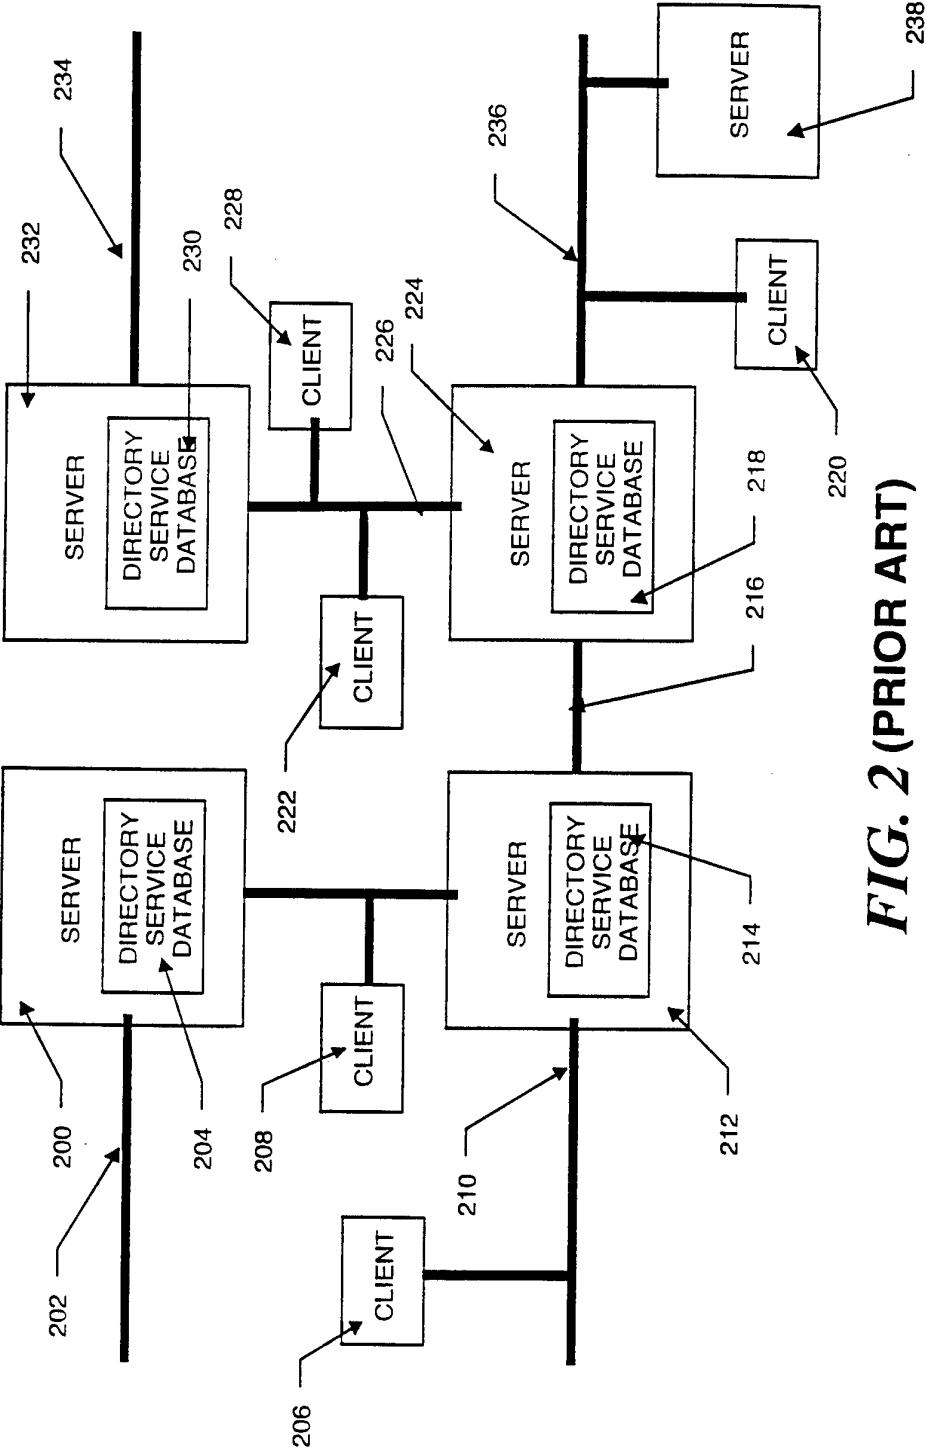 202
200
232
234
SERVER
DIRECTORY
SERVICE
DATABASE
SERVER
DIRECTORY
SERVICE
DATABASE
204
230
228
206
208
222
CLIENT
CLIENT
CLIENT
CLIENT
226
224
210
236
SERVER
DIRECTORY
SERVICE
DATABASE
SERVER
DIRECTORY
SERVICE
DATABASE
CLIENT
SERVER
212
214
216
218
220
238
FIG. 2 (PRIOR ART)